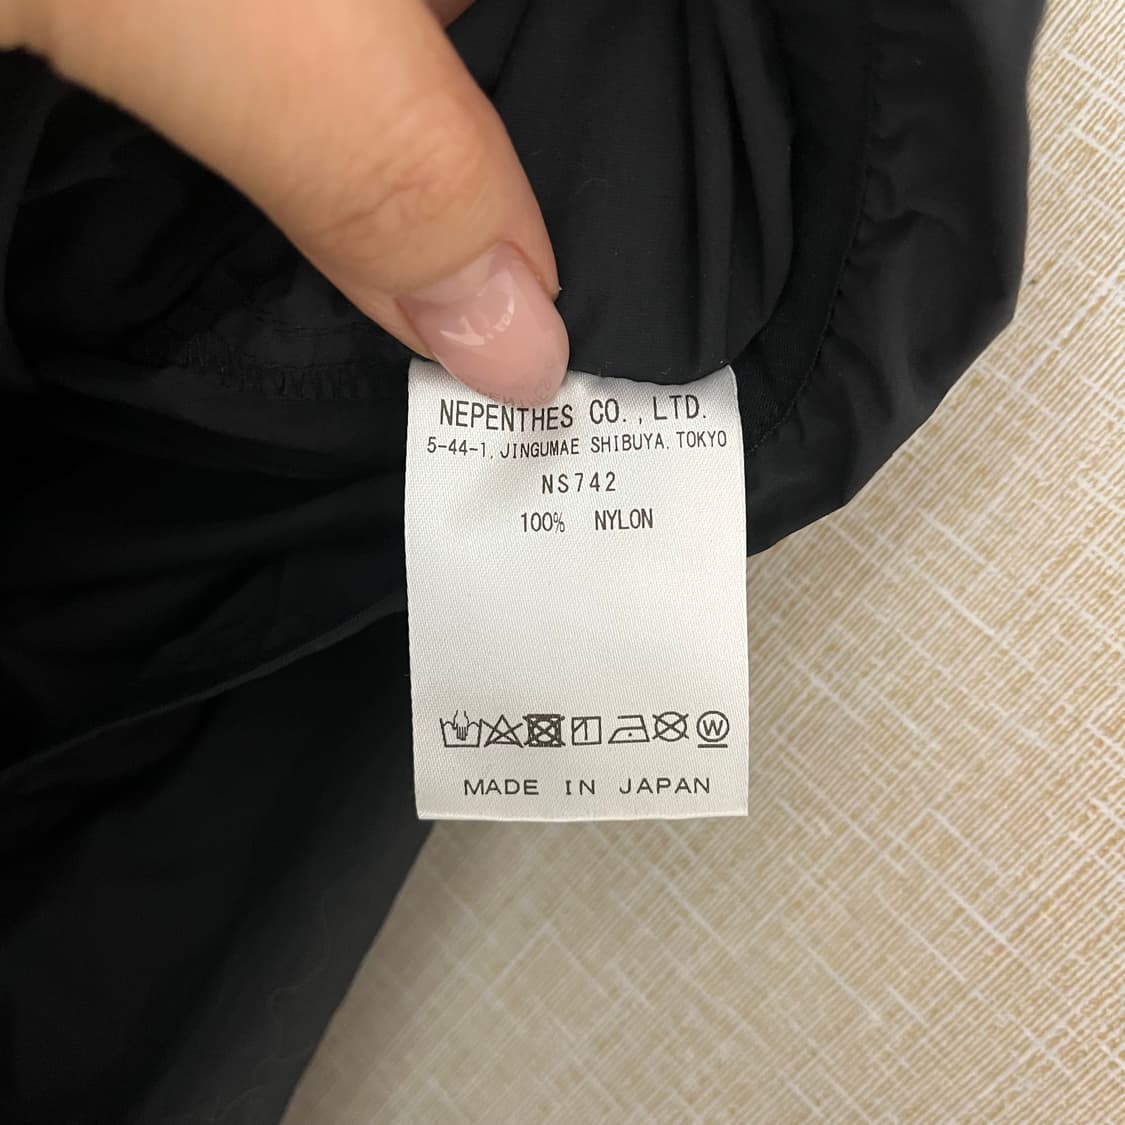 NEPENTHES CO., LTD.
5-44-1, JINGUMAE SHIBUYA, TOKYO
NS742
100% NYLON
W
MADE IN JAPAN